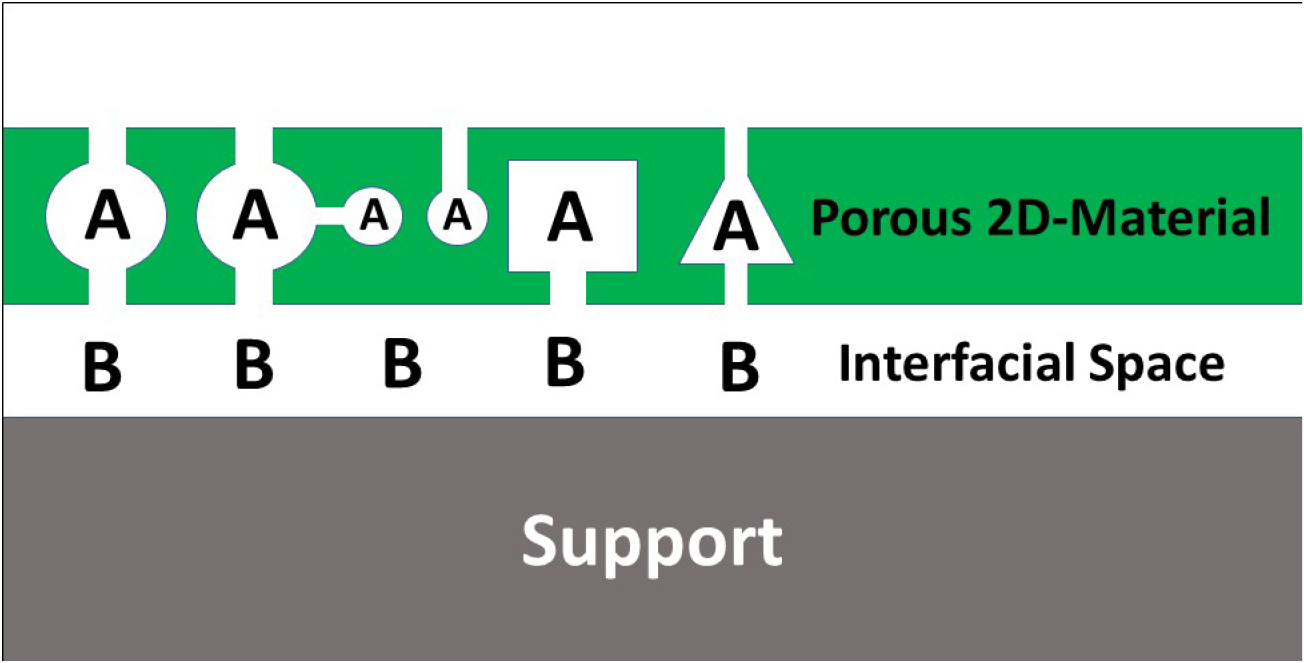 A A A A A A Porous 2D-Material
B B B B B Interfacial Space
Support